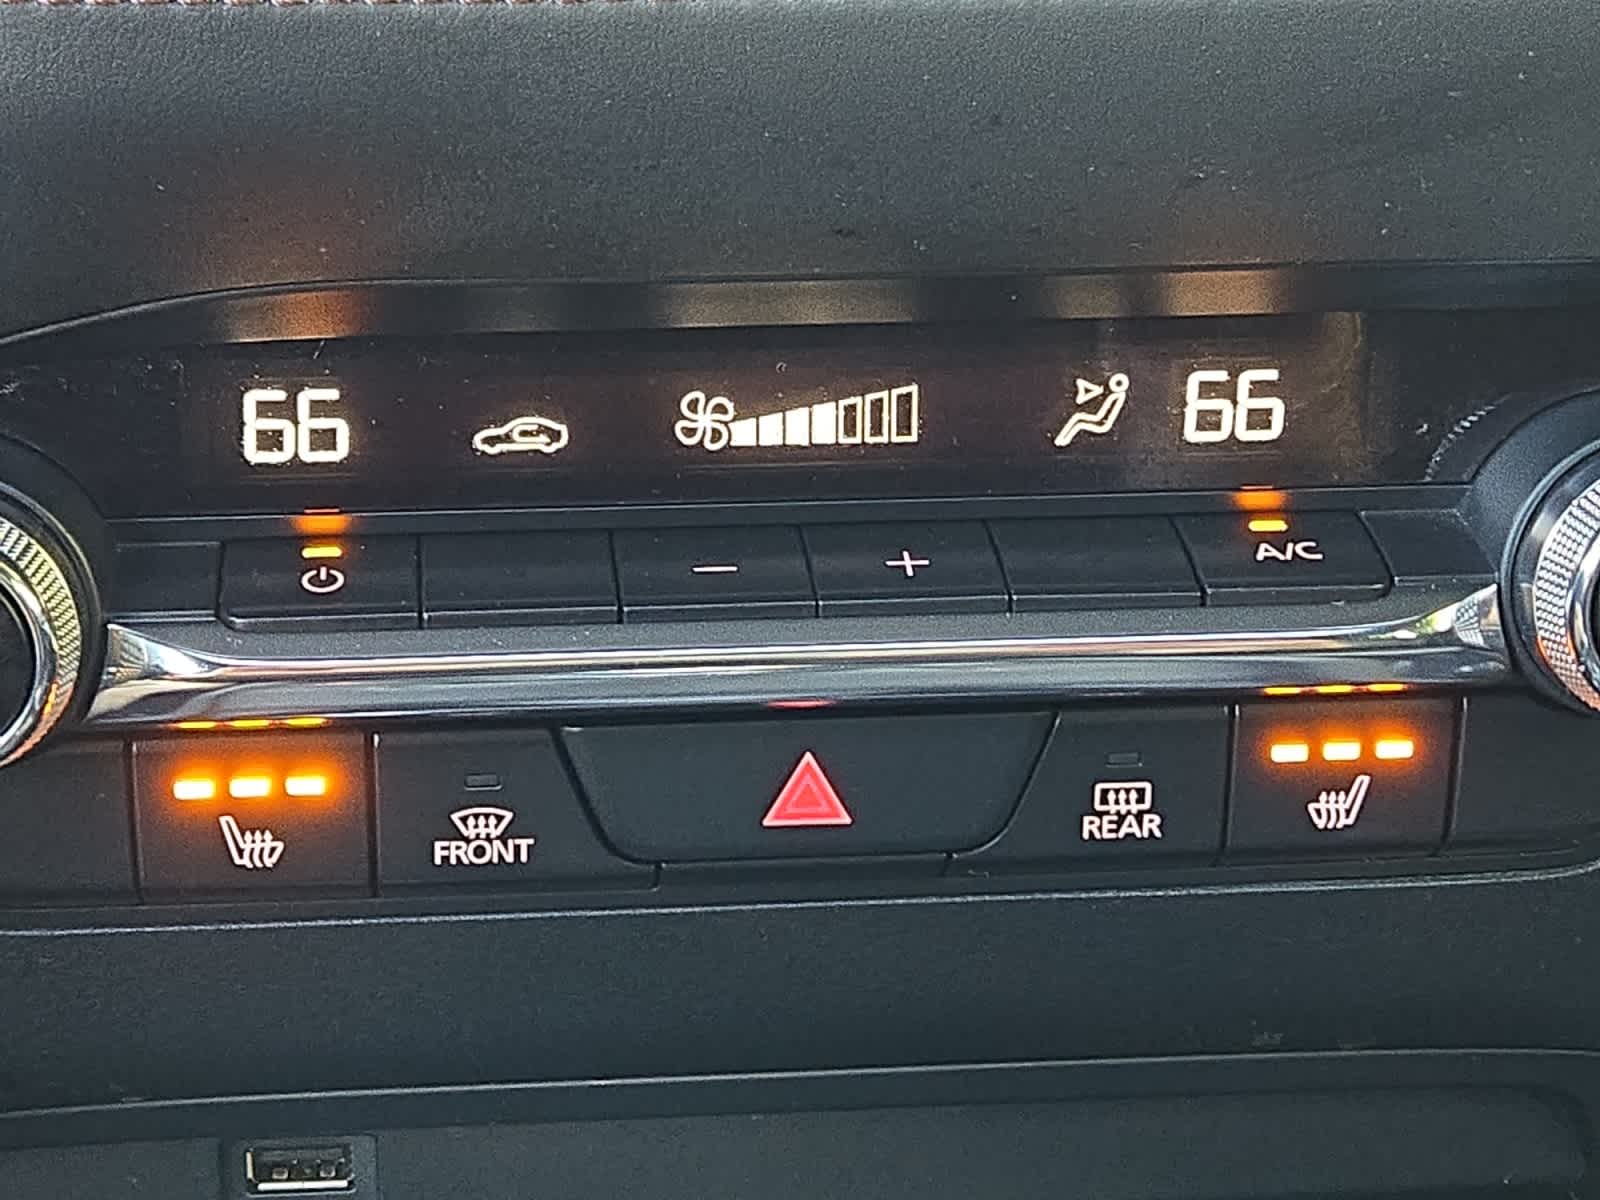 66 66
- + A/C
FRONT REAR